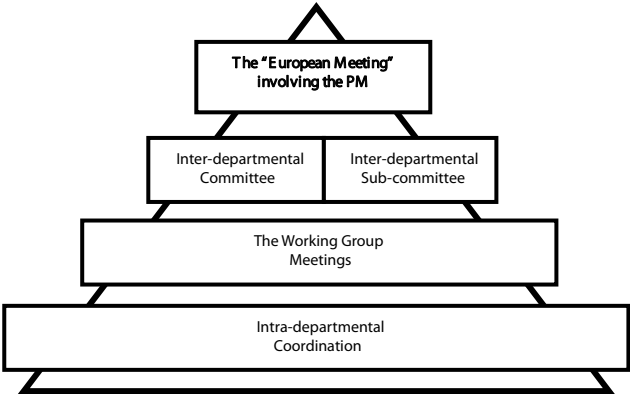 The "European Meeting"
involving the PM
Inter-departmental
Committee
Inter-departmental
Sub-committee
The Working Group
Meetings
Intra-departmental
Coordination